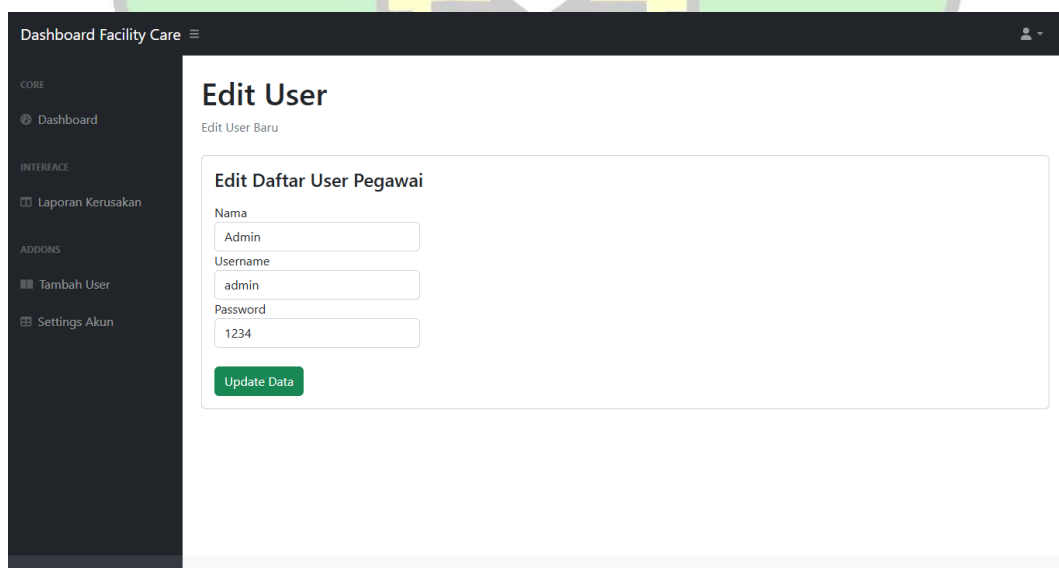 Dashboard Facility Care
CORE
Dashboard
INTERFACE
Laporan Kerusakan
ADDONS
Tambah User
Settings Akun
Edit User
Edit User Baru
Edit Daftar User Pegawai
Nama
Admin
Username
admin
Password
1234
Update Data